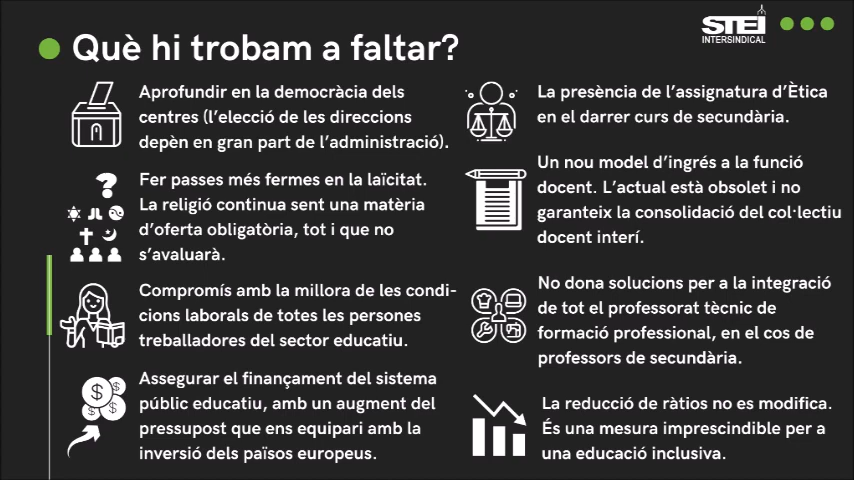 STEI
INTERSINDICAL
Què hi trobam a faltar?
Aprofundir en la democràcia dels
centres (l’elecció de les direccions
depèn en gran part de l’administració).
Fer passes més fermes en la laïcitat.
La religió continua sent una matèria
d’oferta obligatòria, tot i que no
s’avaluarà.
Compromís amb la millora de les condi-
cions laborals de totes les persones
treballadores del sector educatiu.
Assegurar el finançament del sistema
públic educatiu, amb un augment del
pressupost que ens equipari amb la
inversió dels països europeus.
La presència de l’assignatura d’Ètica
en el darrer curs de secundària.
Un nou model d’ingrés a la funció
docent. L’actual està obsolet i no
garanteix la consolidació del col·lectiu
docent interí.
No dona solucions per a la integració
de tot el professorat tècnic de
formació professional, en el cos de
professors de secundària.
La reducció de ràtios no es modifica.
És una mesura imprescindible per a
una educació inclusiva.